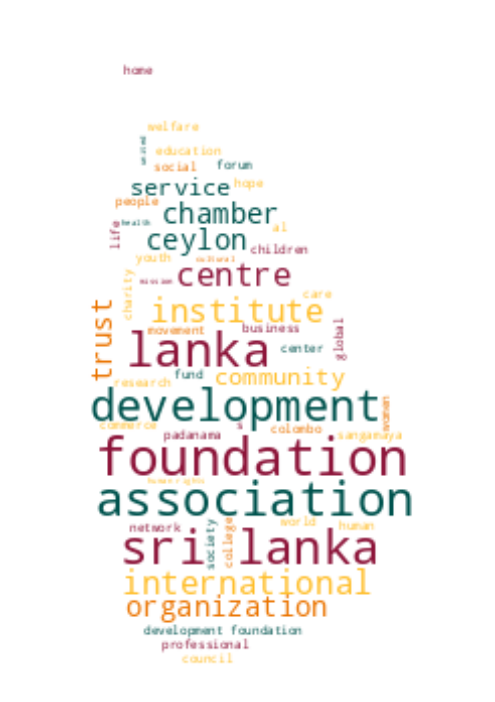 home
welfare
united
education
social forum
service hope
people
health
chamber
life
al
ceylon
children
youth
cultural
mission
centre
charity
care
institute
trust
movement
business
global
lanka
center
fund
community
research
development
women
commerce
s
colombo
padanama
sangamaya
foundation
human rights
association
network
society
college
world
human
sri lanka
international
organization
development foundation
professional
council